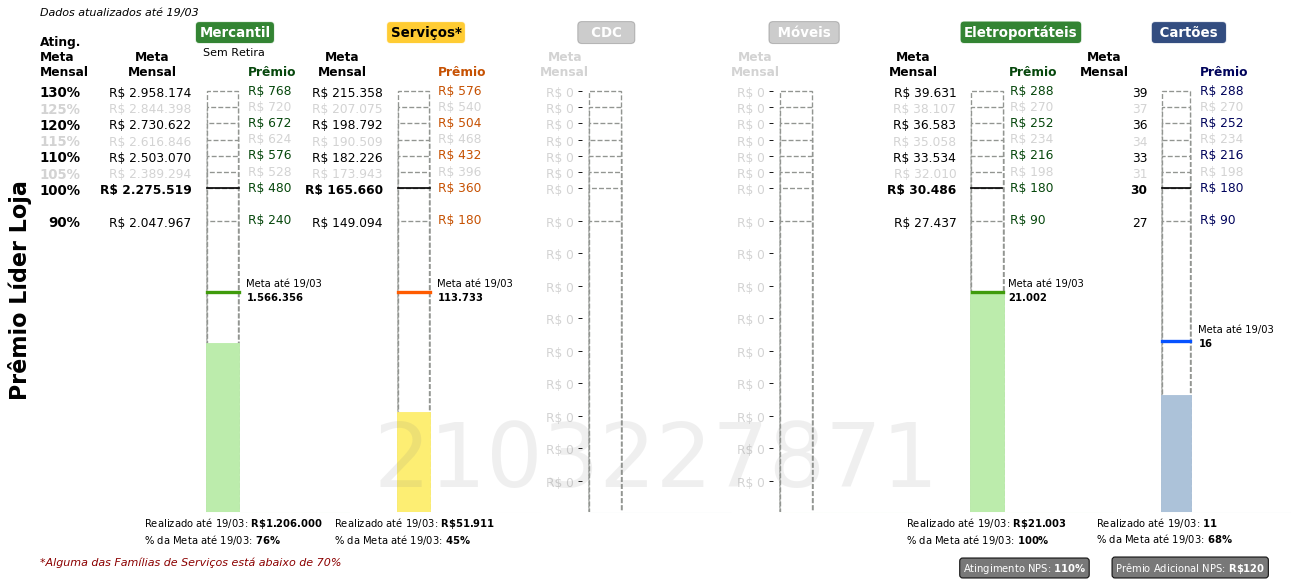 Dados atualizados até 19/03
Mercantil Serviços* CDC Móveis Eletroportáteis Cartões
Sem Retira
Ating. Meta Mensal Meta Mensal Prêmio Meta Mensal Prêmio Meta Mensal Meta Mensal Meta Mensal Prêmio Meta Mensal Prêmio
130% R$ 2.958.174 R$ 768 R$ 215.358 R$ 576 R$ 0 R$ 0 R$ 39.631 R$ 288 39 R$ 288
125% R$ 2.844.398 R$ 720 R$ 207.075 R$ 540 R$ 0 R$ 0 R$ 38.107 R$ 270 37 R$ 270
120% R$ 2.730.622 R$ 672 R$ 198.792 R$ 504 R$ 0 R$ 0 R$ 36.583 R$ 252 36 R$ 252
115% R$ 2.616.846 R$ 624 R$ 190.509 R$ 468 R$ 0 R$ 0 R$ 35.058 R$ 234 34 R$ 234
110% R$ 2.503.070 R$ 576 R$ 182.226 R$ 432 R$ 0 R$ 0 R$ 33.534 R$ 216 33 R$ 216
105% R$ 2.389.294 R$ 528 R$ 173.943 R$ 396 R$ 0 R$ 0 R$ 32.010 R$ 198 31 R$ 198
100% R$ 2.275.519 R$ 480 R$ 165.660 R$ 360 R$ 0 R$ 0 R$ 30.486 R$ 180 30 R$ 180
90% R$ 2.047.967 R$ 240 R$ 149.094 R$ 180 R$ 0 R$ 0 R$ 27.437 R$ 90 27 R$ 90
R$ 0 R$ 0
Meta até 19/03 Meta até 19/03 R$ 0 R$ 0 Meta até 19/03
1.566.356 113.733 21.002
R$ 0 R$ 0 Meta até 19/03
16
R$ 0 R$ 0
R$ 0 R$ 0
R$ 0 R$ 0
R$ 0 R$ 0
R$ 0 R$ 0
Prêmio Líder Loja
2103227871
Realizado até 19/03: R$1.206.000 Realizado até 19/03: R$51.911 Realizado até 19/03: R$21.003 Realizado até 19/03: 11
% da Meta até 19/03: 76% % da Meta até 19/03: 45% % da Meta até 19/03: 100% % da Meta até 19/03: 68%
*Alguma das Famílias de Serviços está abaixo de 70% Atingimento NPS: 110% Prêmio Adicional NPS: R$120